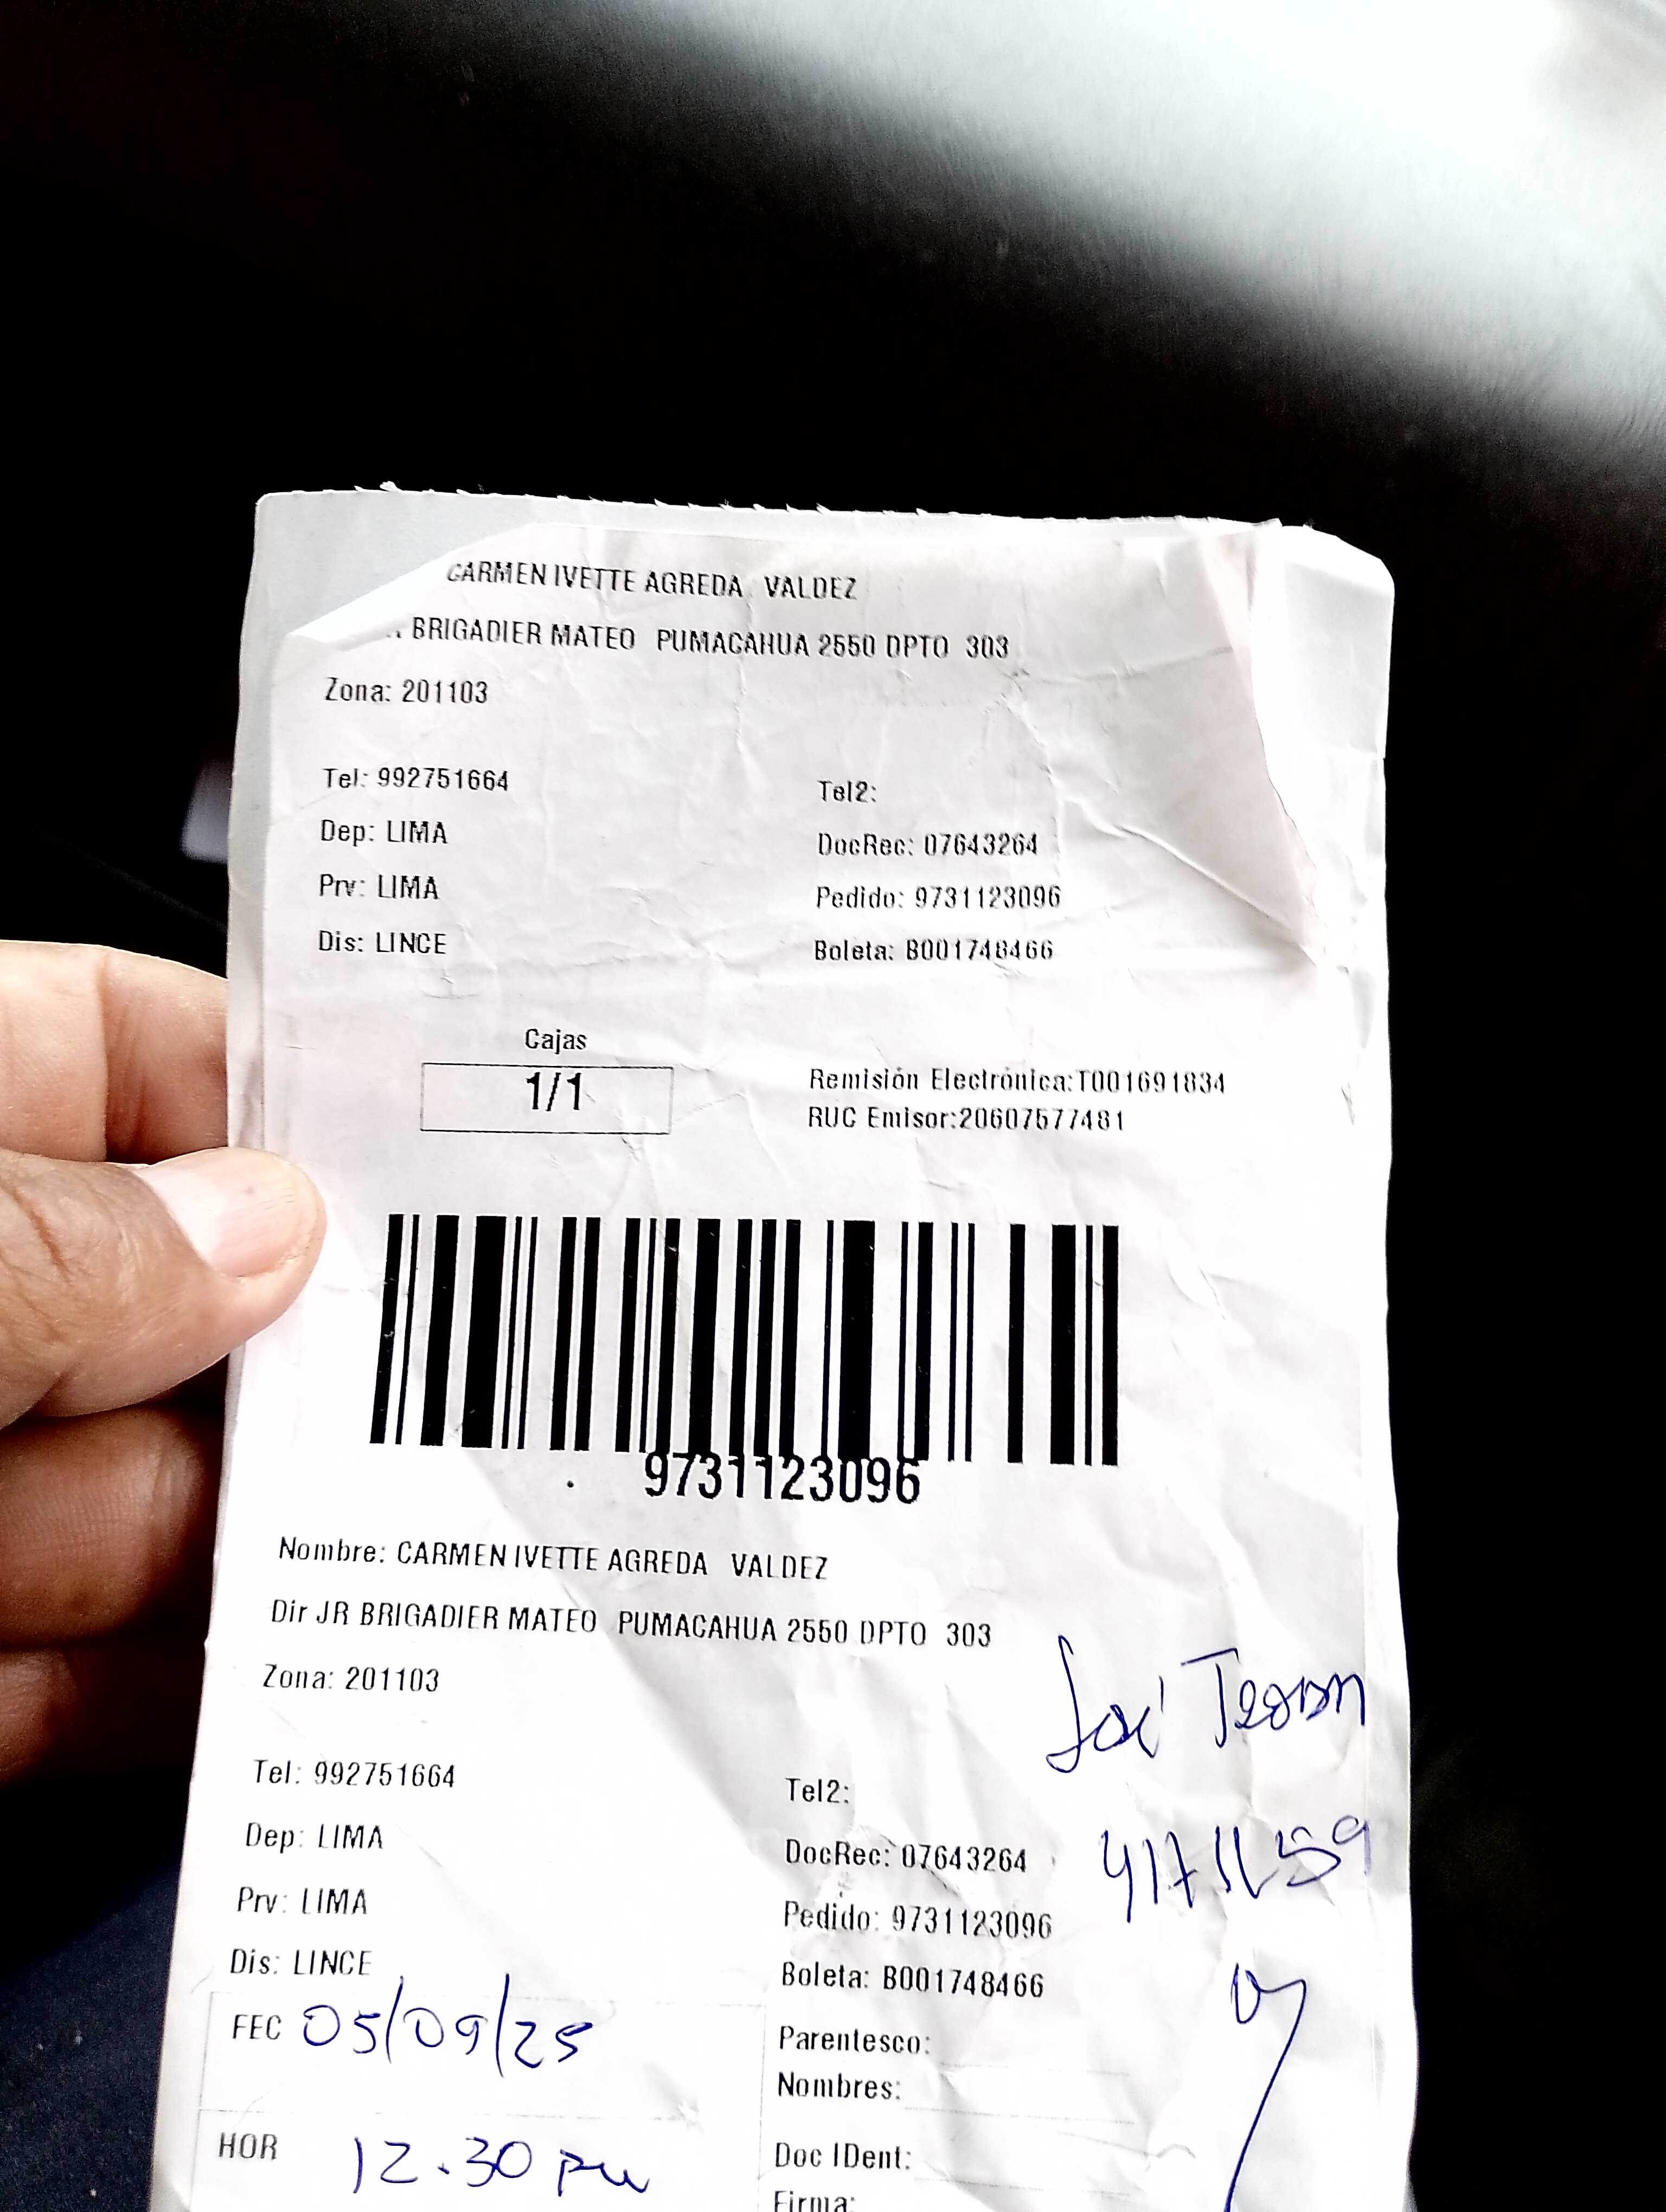 CARMEN IVETTE AGREDA VALDEZ
BRIGADIER MATEO PUMACAHUA 2550 DPTO 303
Zona: 201103
Tel: 992751664 Tel2:
Dep: LIMA DocRec: 07643264
Prv: LIMA Pedido: 9731123096
Dis: LINCE Boleta: B001748466
Cajas
1/1
Remisión Electrónica:T001691834
RUC Emisor:20607577481
9731123096
Nombre: CARMEN IVETTE AGREDA VALDEZ
Dir JR BRIGADIER MATEO PUMACAHUA 2550 DPTO 303
Zona: 201103
José
Tel: 992751664 Tel2:
Dep: LIMA DocRec: 07643264
Prv: LIMA Pedido: 9731123096
Dis: LINCE Boleta: B001748466
FEC 05/09/25
Parentesco:
Nombres:
HOR 12.30 pm
Doc IDent:
Firma: